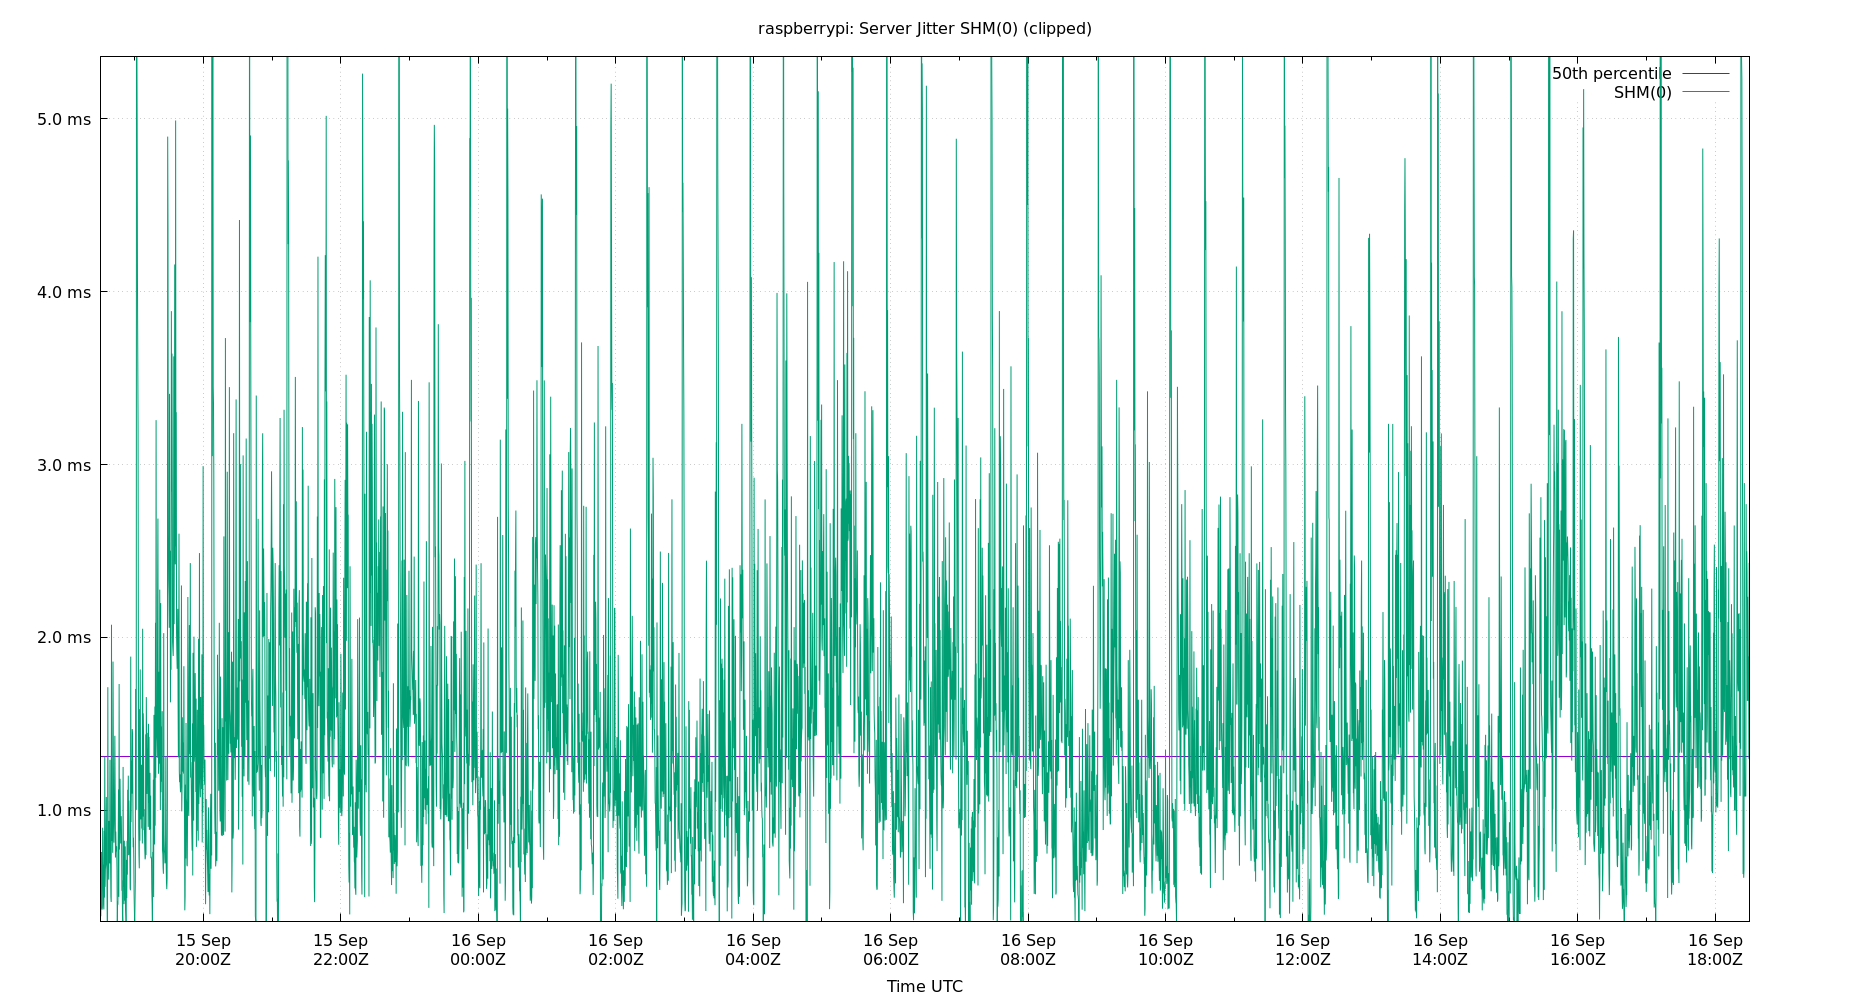 raspberrypi: Server Jitter SHM(0) (clipped)
50th percentile
SHM(0)
5.0 ms
4.0 ms
3.0 ms
2.0 ms
1.0 ms
15 Sep 15 Sep 16 Sep 16 Sep 16 Sep 16 Sep 16 Sep 16 Sep 16 Sep 16 Sep 16 Sep 16 Sep
20:00Z 22:00Z 00:00Z 02:00Z 04:00Z 06:00Z 08:00Z 10:00Z 12:00Z 14:00Z 16:00Z 18:00Z
Time UTC